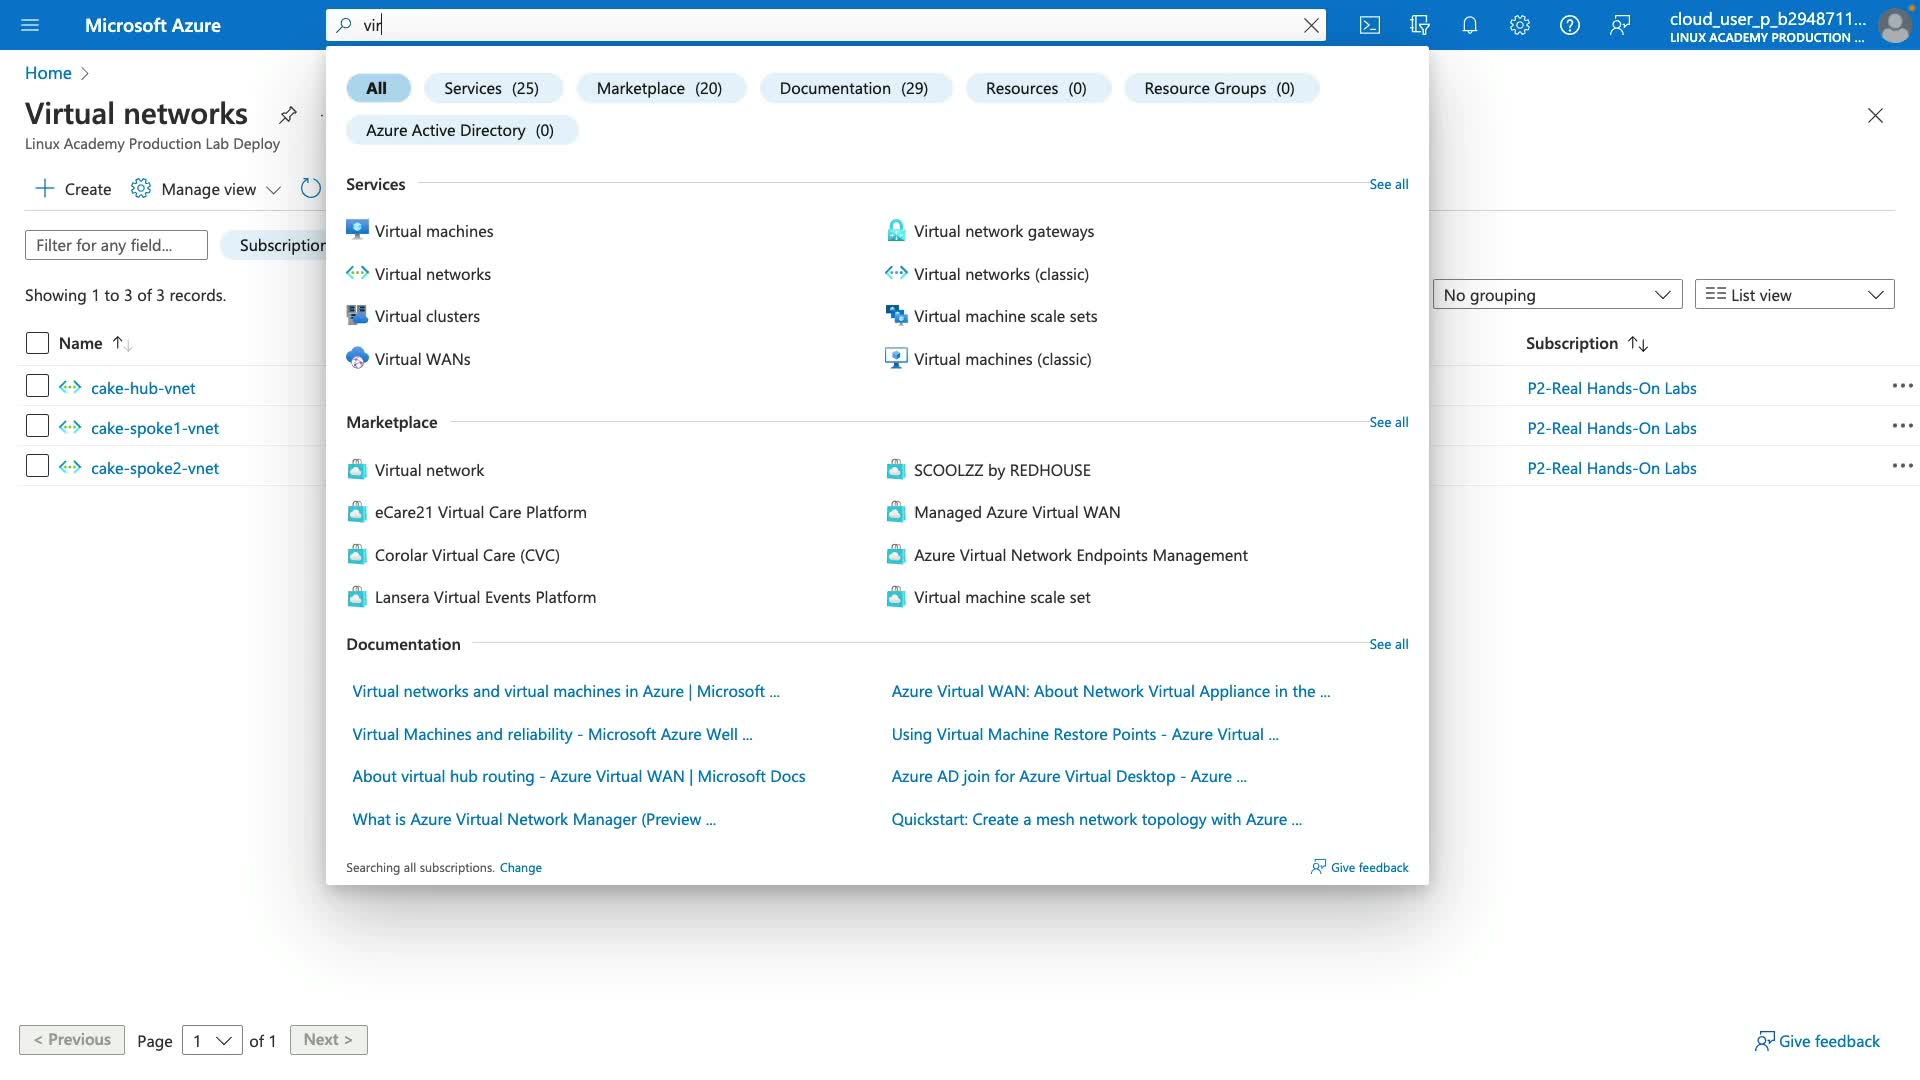 Microsoft Azure
vir
cloud_user_p_b2948711...
LINUX ACADEMY PRODUCTION ...
Home
Virtual networks
Linux Academy Production Lab Deploy
Create
Manage view
Filter for any field...
Subscription
Showing 1 to 3 of 3 records.
No grouping
List view
Name
Subscription
cake-hub-vnet
P2-Real Hands-On Labs
cake-spoke1-vnet
P2-Real Hands-On Labs
cake-spoke2-vnet
P2-Real Hands-On Labs
All
Services (25)
Marketplace (20)
Documentation (29)
Resources (0)
Resource Groups (0)
Azure Active Directory (0)
Services
See all
Virtual machines
Virtual network gateways
Virtual networks
Virtual networks (classic)
Virtual clusters
Virtual machine scale sets
Virtual WANs
Virtual machines (classic)
Marketplace
See all
Virtual network
SCOOLZZ by REDHOUSE
eCare21 Virtual Care Platform
Managed Azure Virtual WAN
Corolar Virtual Care (CVC)
Azure Virtual Network Endpoints Management
Lansera Virtual Events Platform
Virtual machine scale set
Documentation
See all
Virtual networks and virtual machines in Azure | Microsoft ...
Azure Virtual WAN: About Network Virtual Appliance in the ...
Virtual Machines and reliability - Microsoft Azure Well ...
Using Virtual Machine Restore Points - Azure Virtual ...
About virtual hub routing - Azure Virtual WAN | Microsoft Docs
Azure AD join for Azure Virtual Desktop - Azure ...
What is Azure Virtual Network Manager (Preview ...
Quickstart: Create a mesh network topology with Azure ...
Searching all subscriptions. Change
Give feedback
< Previous
Page 1 of 1
Next >
Give feedback